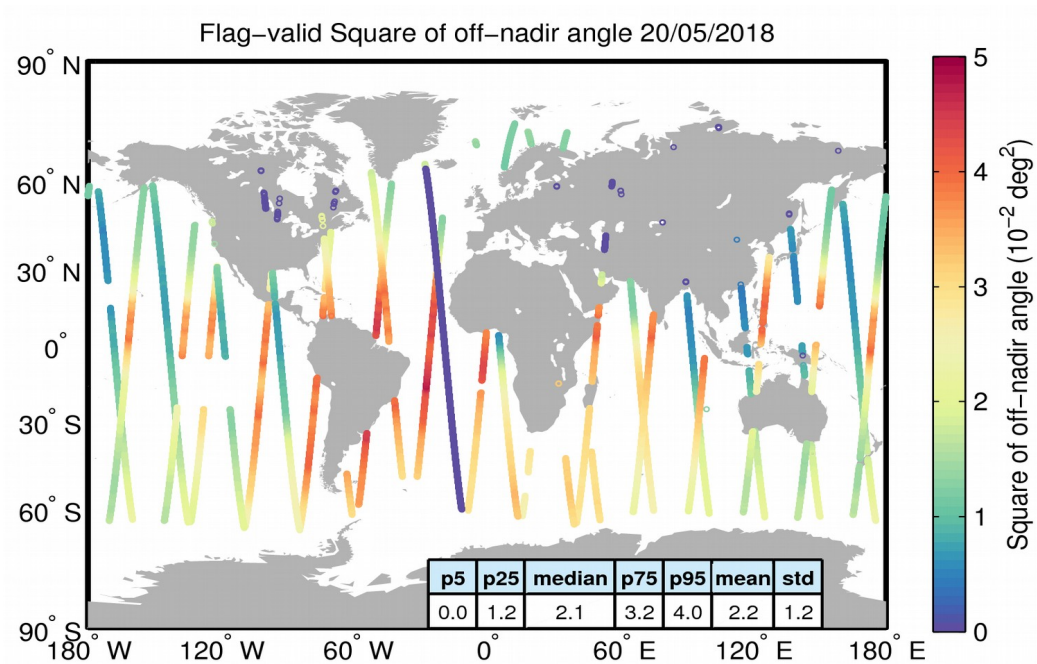 Flag−valid Square of off−nadir angle 20/05/2018
90° N
60° N
30° N
0°
30° S
60° S
90° S
180° W
120° W
60° W
0°
60° E
120° E
180° E
p5 p25 median p75 p95 mean std
0.0 1.2 2.1 3.2 4.0 2.2 1.2
5
4
3
2
1
0
Square of off−nadir angle (10⁻² deg²)